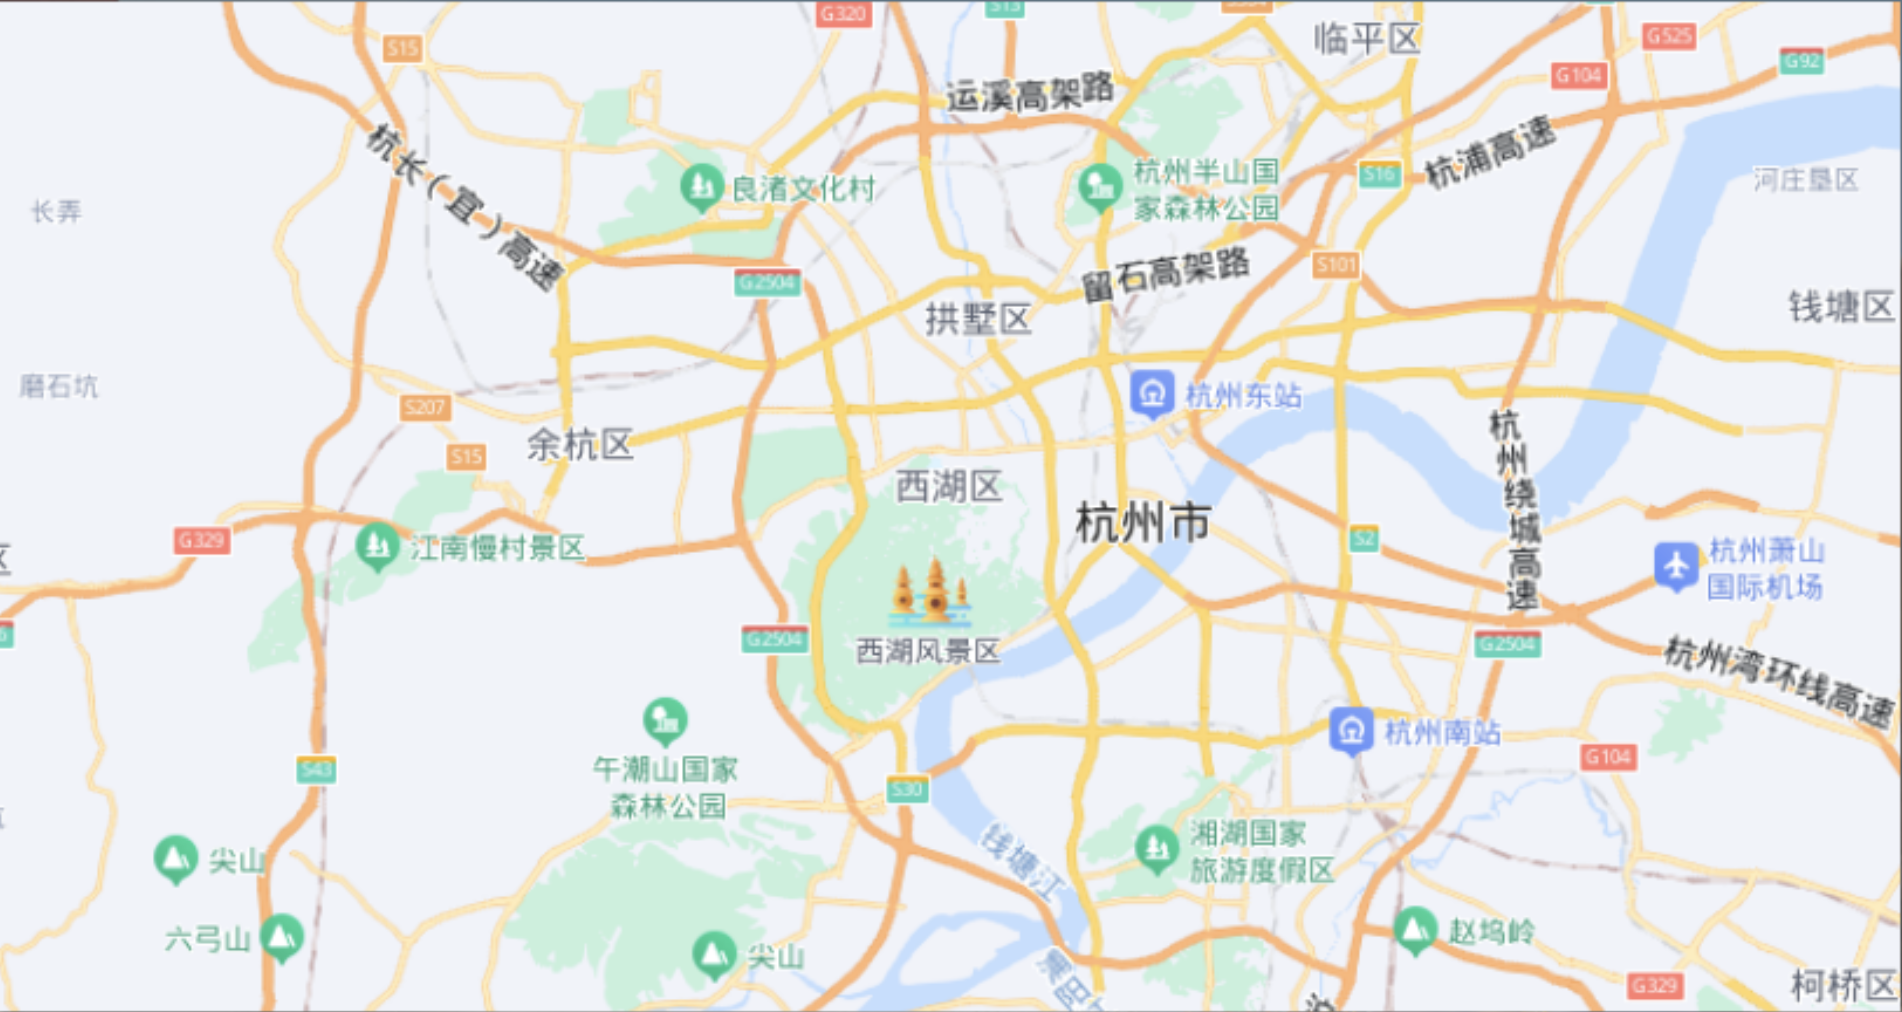 G320
S13
临平区
G525
S15
G92
G104
运溪高架路
杭长（宜）高速
杭浦高速
杭州半山国
家森林公园
S16
河庄垦区
良渚文化村
长弄
留石高架路
S101
G2504
拱墅区
钱塘区
磨石坑
杭州东站
S207
余杭区
S15
西湖区
杭州绕城高速
杭州市
G329
江南慢村景区
S2
杭州萧山
国际机场
区
G2504
西湖风景区
G2504
杭州湾环线高速
午潮山国家
森林公园
杭州南站
G104
S43
S30
钱塘江
湘湖国家
旅游度假区
尖山
六弓山
尖山
赵坞岭
G329
柯桥区